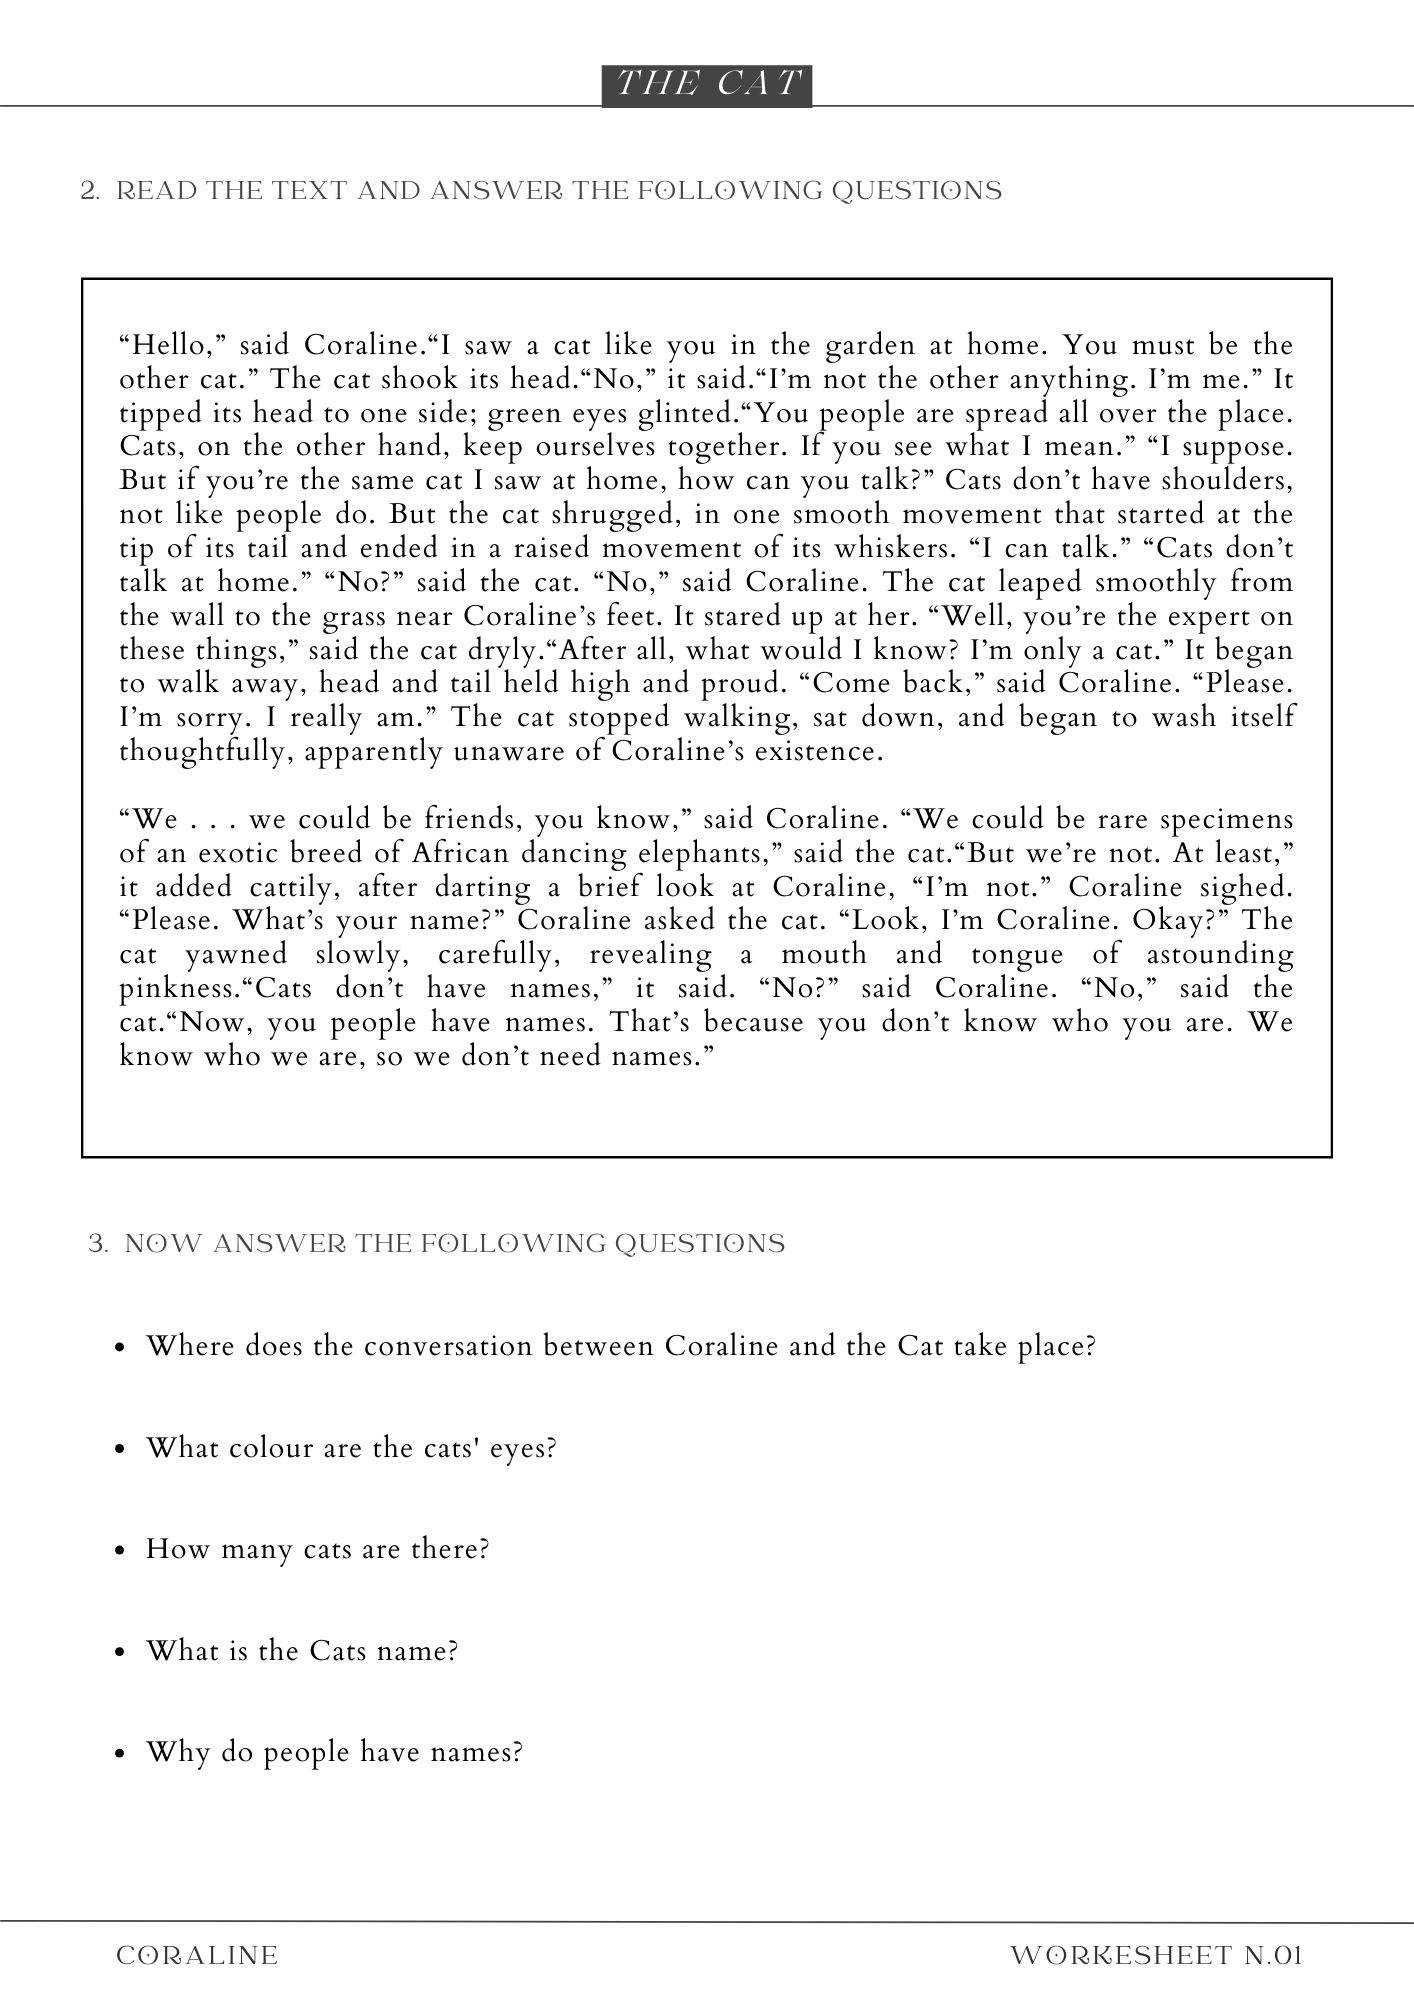 THE CAT
2. READ THE TEXT AND ANSWER THE FOLLOWING QUESTIONS
“Hello,” said Coraline.“I saw a cat like you in the garden at home. You must be the
other cat.” The cat shook its head.“No,” it said.“I’m not the other anything. I’m me.” It
tipped its head to one side; green eyes glinted.“You people are spread all over the place.
Cats, on the other hand, keep ourselves together. If you see what I mean.” “I suppose.
But if you’re the same cat I saw at home, how can you talk?” Cats don’t have shoulders,
not like people do. But the cat shrugged, in one smooth movement that started at the
tip of its tail and ended in a raised movement of its whiskers. “I can talk.” “Cats don’t
talk at home.” “No?” said the cat. “No,” said Coraline. The cat leaped smoothly from
the wall to the grass near Coraline’s feet. It stared up at her. “Well, you’re the expert on
these things,” said the cat dryly.“After all, what would I know? I’m only a cat.” It began
to walk away, head and tail held high and proud. “Come back,” said Coraline. “Please.
I’m sorry. I really am.” The cat stopped walking, sat down, and began to wash itself
thoughtfully, apparently unaware of Coraline’s existence.
“We . . . we could be friends, you know,” said Coraline. “We could be rare specimens
of an exotic breed of African dancing elephants,” said the cat.“But we’re not. At least,”
it added cattily, after darting a brief look at Coraline, “I’m not.” Coraline sighed.
“Please. What’s your name?” Coraline asked the cat. “Look, I’m Coraline. Okay?” The
cat yawned slowly, carefully, revealing a mouth and tongue of astounding
pinkness.“Cats don’t have names,” it said. “No?” said Coraline. “No,” said the
cat.“Now, you people have names. That’s because you don’t know who you are. We
know who we are, so we don’t need names.”
3. NOW ANSWER THE FOLLOWING QUESTIONS
• Where does the conversation between Coraline and the Cat take place?
• What colour are the cats' eyes?
• How many cats are there?
• What is the Cats name?
• Why do people have names?
CORALINE
WORKESHEET N.01